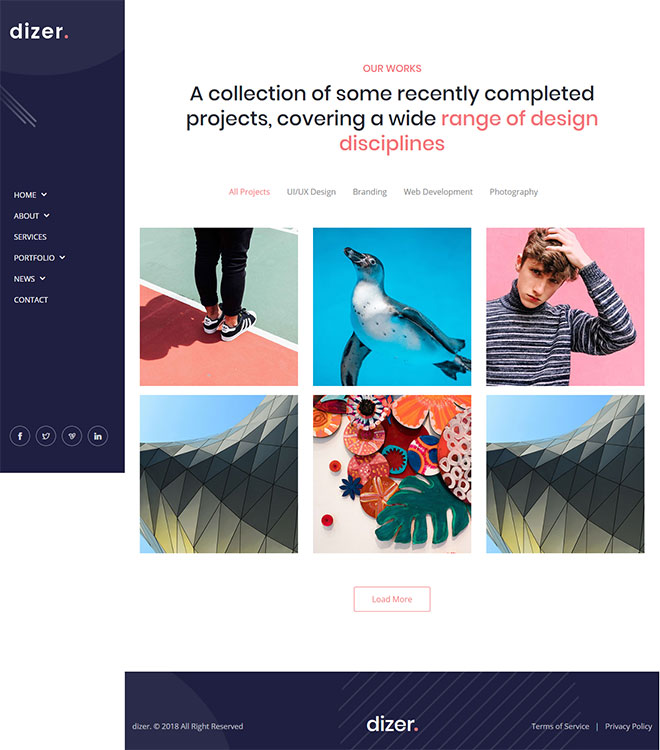 dizer.
HOME
ABOUT
SERVICES
PORTFOLIO
NEWS
CONTACT
OUR WORKS
A collection of some recently completed
projects, covering a wide range of design
disciplines
All Projects UI/UX Design Branding Web Development Photography
Load More
dizer. © 2018 All Right Reserved
dizer.
Terms of Service | Privacy Policy